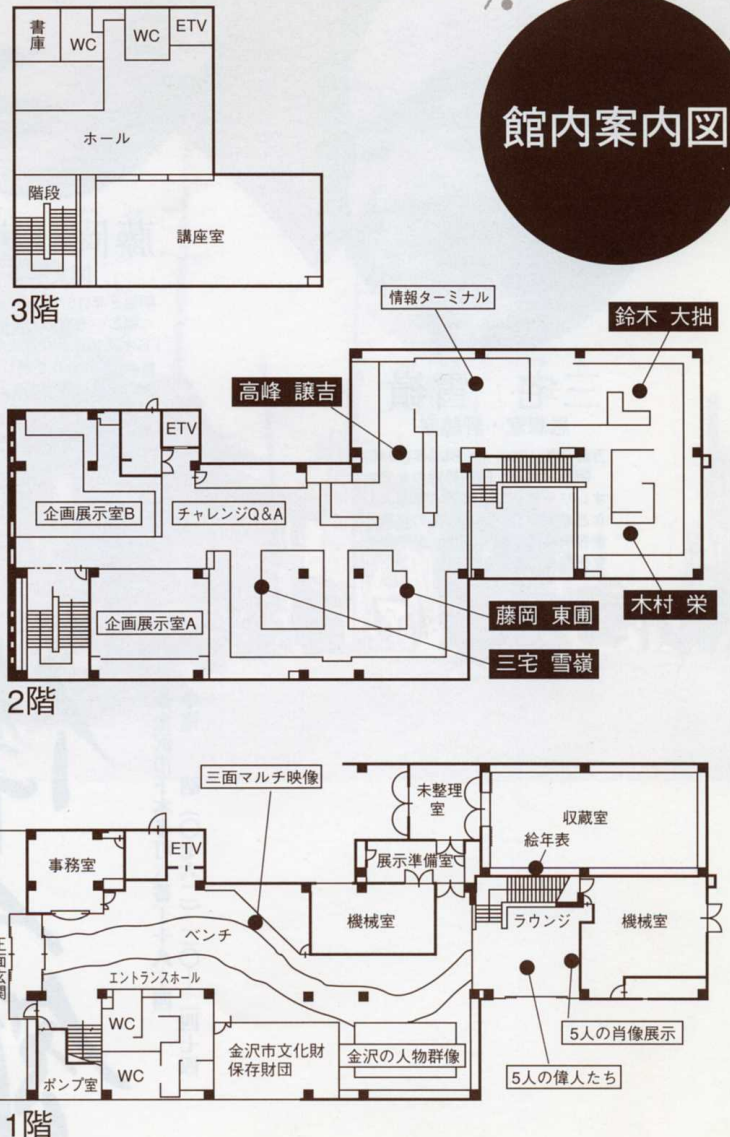 館内案内図
書
庫
WC
WC
ETV
ホール
階段
講座室
3階
情報ターミナル
鈴木 大拙
高峰 譲吉
ETV
企画展示室B
チャレンジQ&A
企画展示室A
藤岡 東圃
木村 栄
三宅 雪嶺
2階
三面マルチ映像
未整理
室
収蔵室
絵年表
事務室
ETV
展示準備室
機械室
ラウンジ
機械室
ベンチ
正面玄関
エントランスホール
WC
金沢市文化財
保存財団
金沢の人物群像
5人の肖像展示
5人の偉人たち
ポンプ室
WC
1階